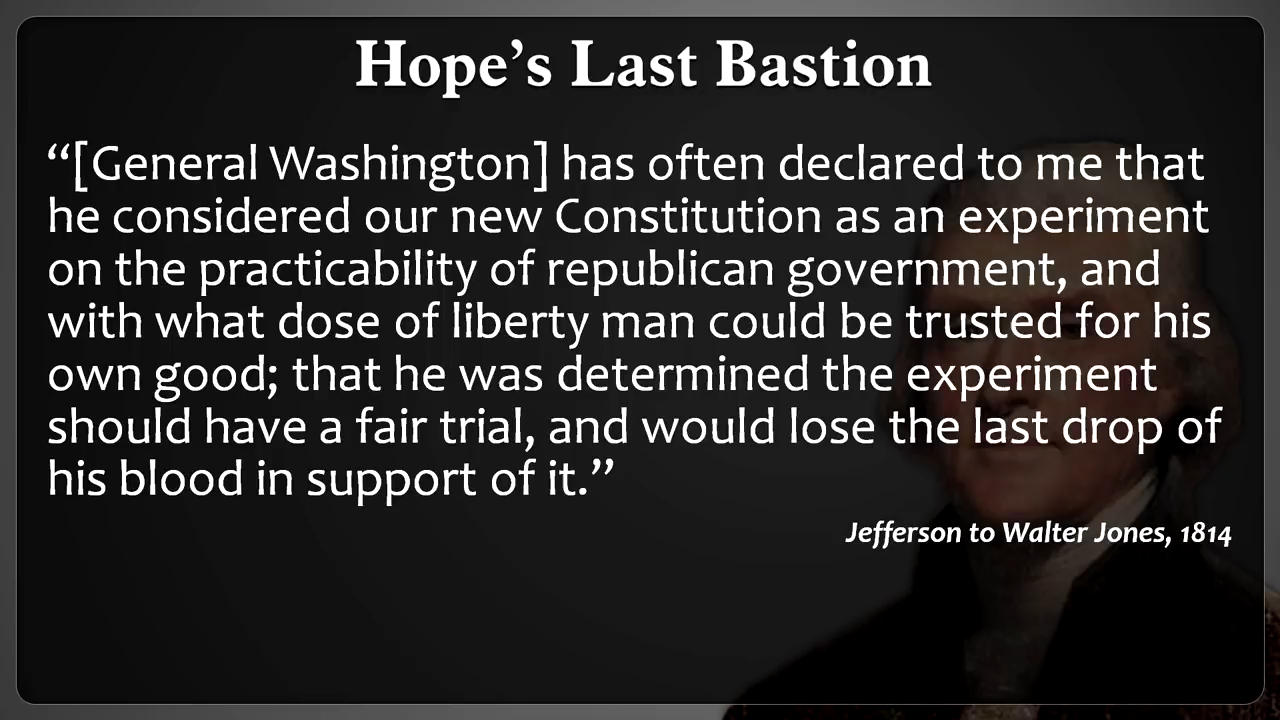 Hope’s Last Bastion
“[General Washington] has often declared to me that
he considered our new Constitution as an experiment
on the practicability of republican government, and
with what dose of liberty man could be trusted for his
own good; that he was determined the experiment
should have a fair trial, and would lose the last drop of
his blood in support of it.”
Jefferson to Walter Jones, 1814